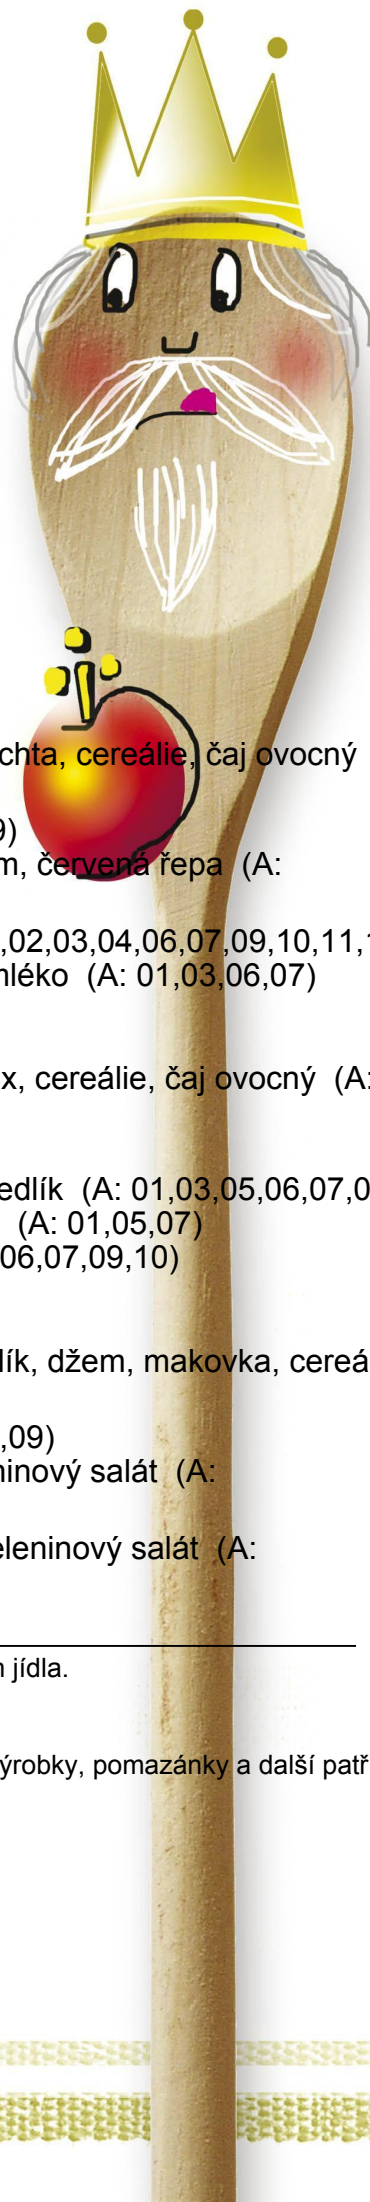 chta, cereálie, čaj ovocný
9)
m, červená řepa (A:
,02,03,04,06,07,09,10,11,1
mléko (A: 01,03,06,07)
x, cereálie, čaj ovocný (A:
edlík (A: 01,03,05,06,07,0
(A: 01,05,07)
06,07,09,10)
lík, džem, makovka, cereá
,09)
ninový salát (A:
eleninový salát (A:
n jídla.
ýrobky, pomazánky a další patř